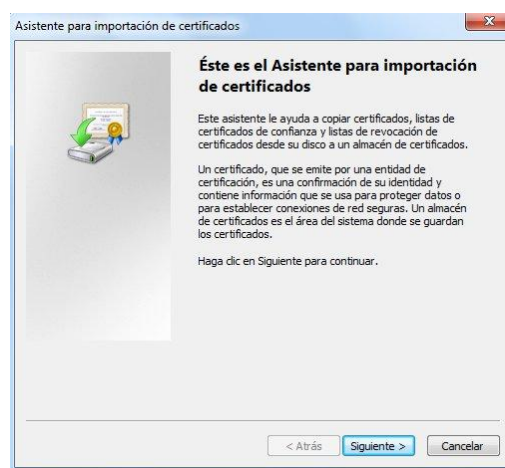 Asistente para importación de certificados
Éste es el Asistente para importación
de certificados
Este asistente le ayuda a copiar certificados, listas de
certificados de confianza y listas de revocación de
certificados desde su disco a un almacén de certificados.
Un certificado, que se emite por una entidad de
certificación, es una confirmación de su identidad y
contiene información que se usa para proteger datos o
para establecer conexiones de red seguras. Un almacén
de certificados es el área del sistema donde se guardan
los certificados.
Haga clic en Siguiente para continuar.
< Atrás Siguiente > Cancelar